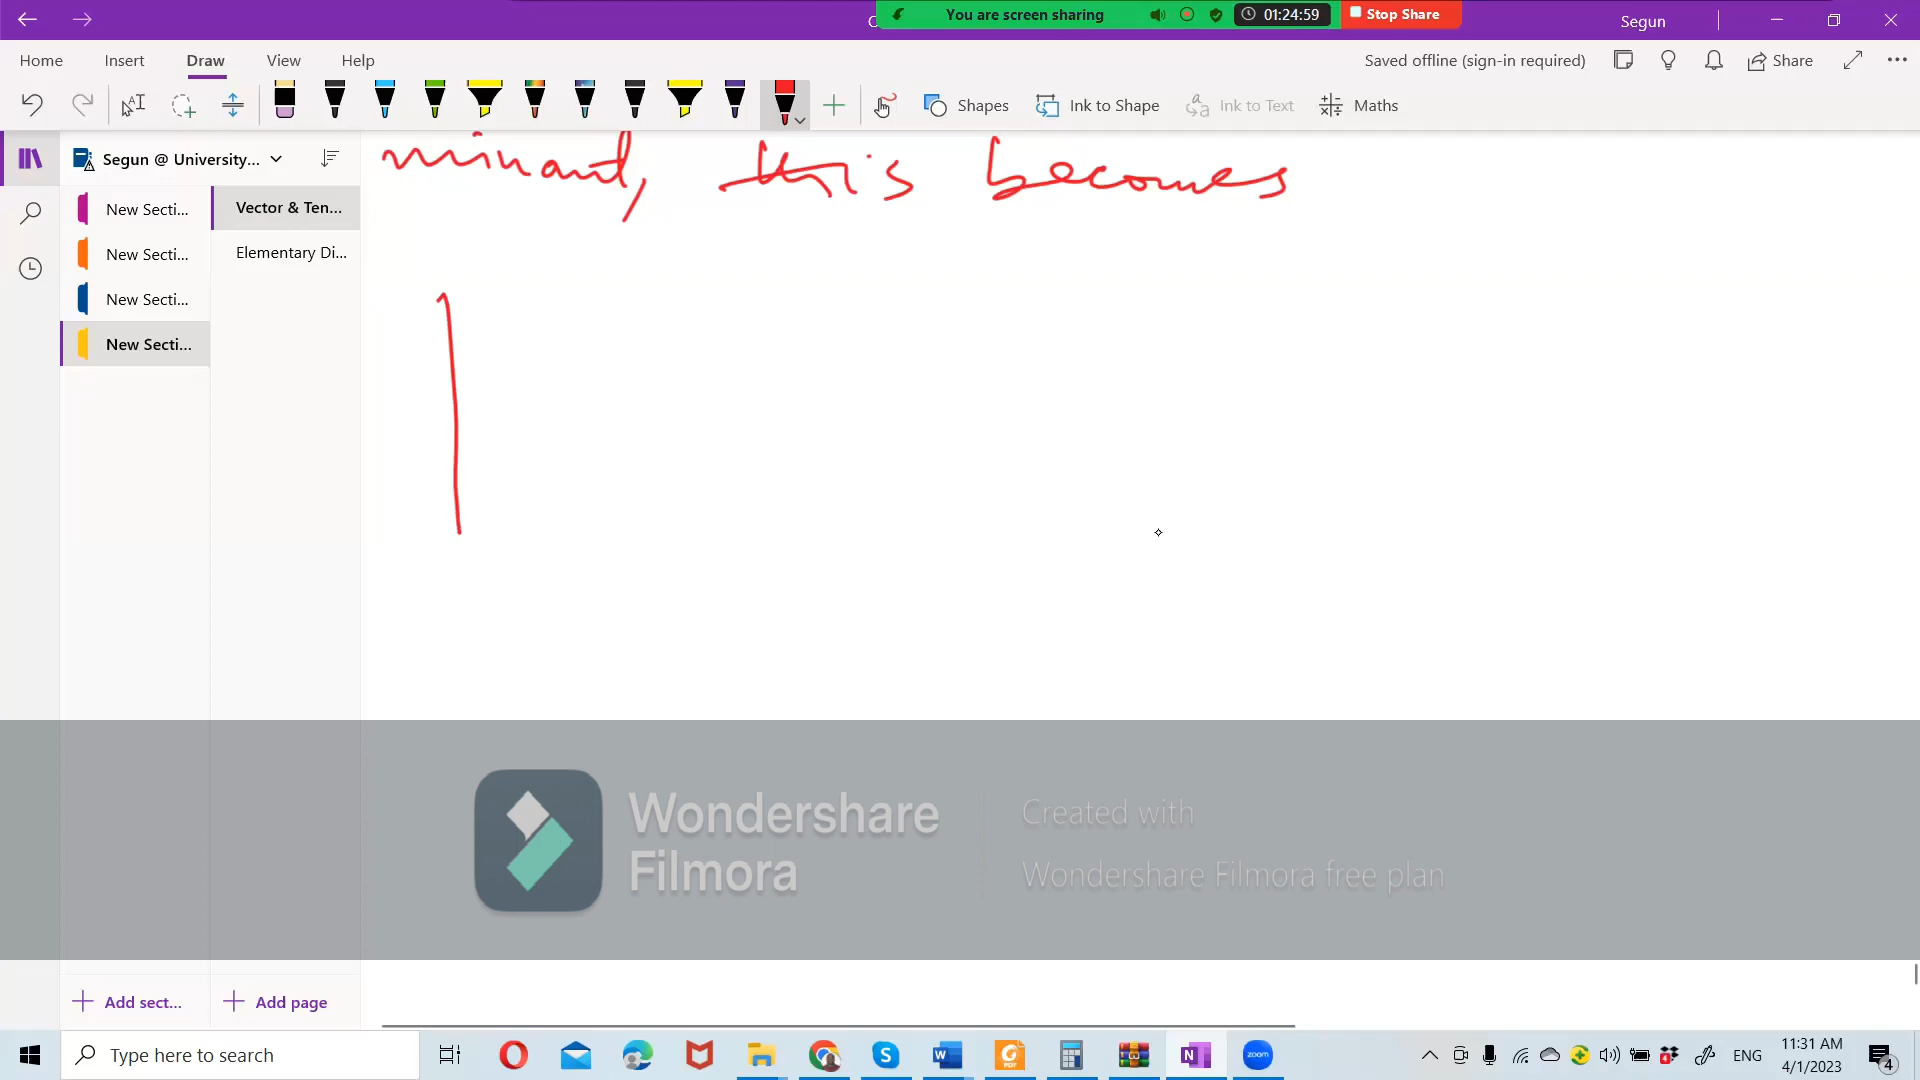 You are screen sharing
01:24:59
Stop Share
Segun
Home
Insert
Draw
View
Help
Saved offline (sign-in required)
Share
Shapes
Ink to Shape
Ink to Text
Maths
Segun @ University...
New Secti...
New Secti...
New Secti...
New Secti...
Vector & Ten...
Elementary Di...
minant, this becomes
Wondershare
Filmora
Created with
Wondershare Filmora free plan
Add sect...
Add page
Type here to search
zoom
ENG
11:31 AM
4/1/2023
4